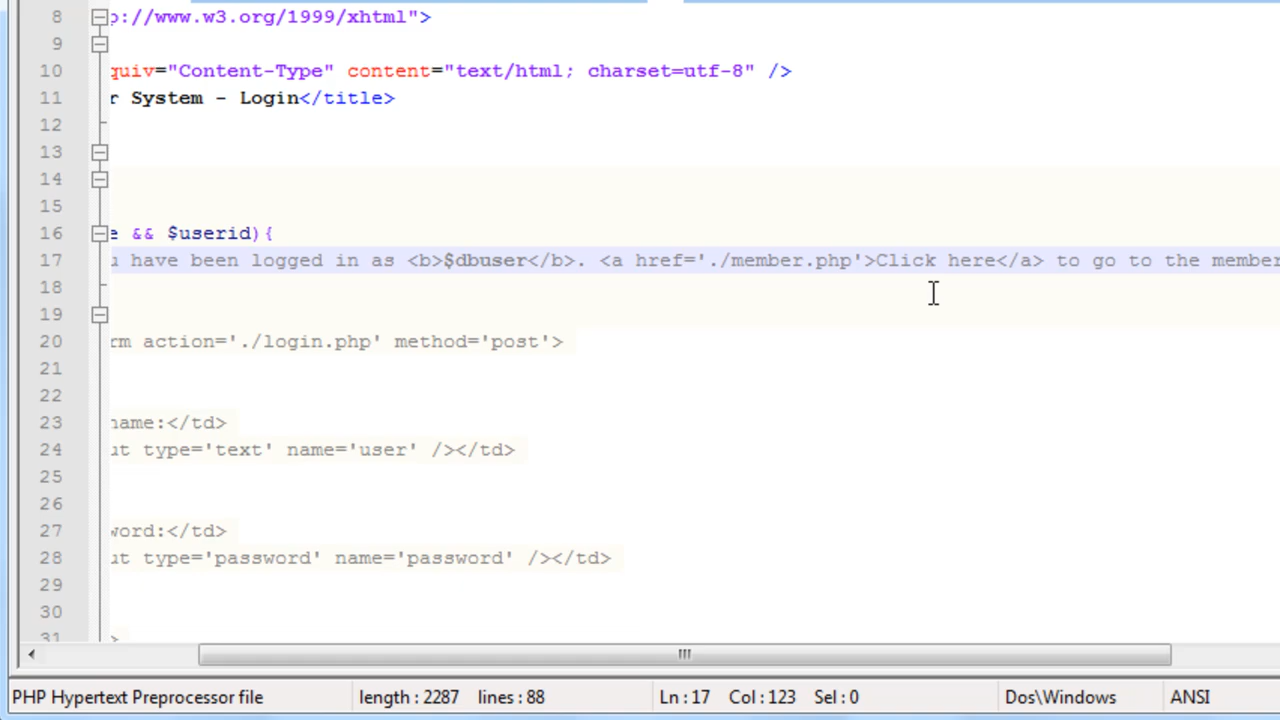 8 p://www.w3.org/1999/xhtml">
9
10 quiv="Content-Type" content="text/html; charset=utf-8" />
11 r System - Login</title>
12
13
14
15
16 e && $userid){
17 u have been logged in as <b>$dbuser</b>. <a href='./member.php'>Click here</a> to go to the member
18
19
20 rm action='./login.php' method='post'>
21
22
23 name:</td>
24 ut type='text' name='user' /></td>
25
26
27 word:</td>
28 ut type='password' name='password' /></td>
29
30
31 >
PHP Hypertext Preprocessor file length : 2287 lines : 88 Ln : 17 Col : 123 Sel : 0 Dos\Windows ANSI